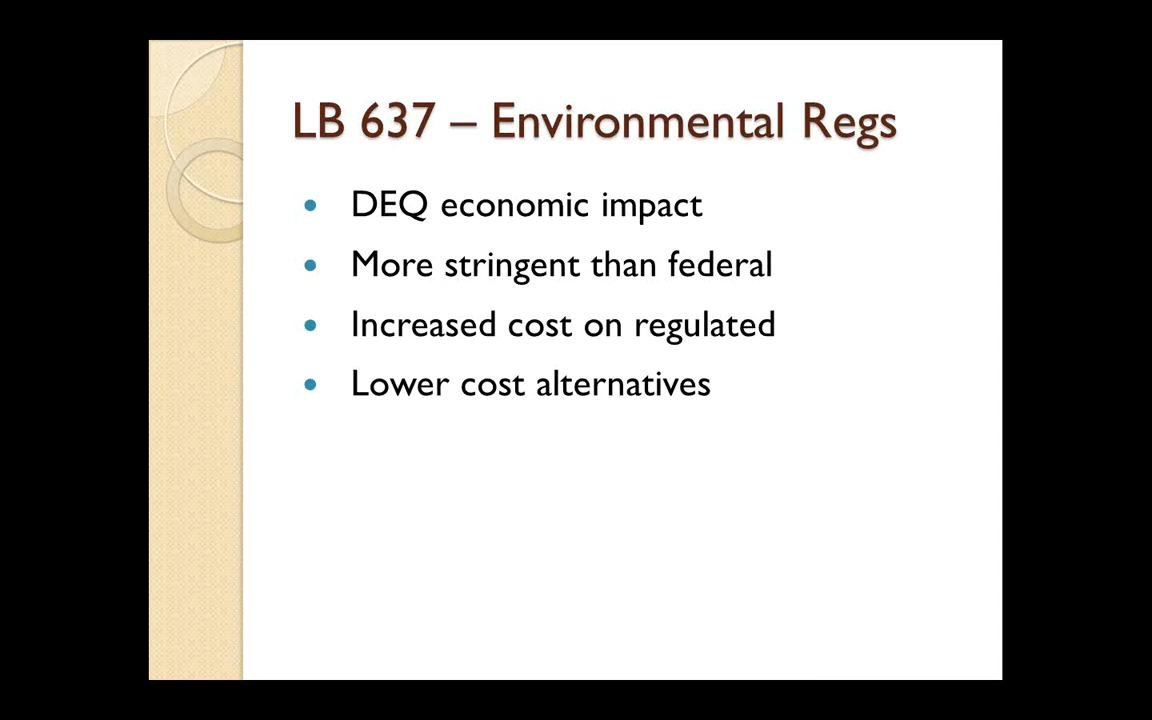 LB 637 – Environmental Regs
• DEQ economic impact
• More stringent than federal
• Increased cost on regulated
• Lower cost alternatives